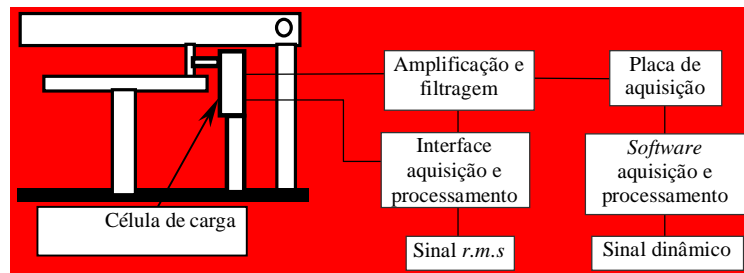 Amplificação e
filtragem
Placa de
aquisição
Interface
aquisição e
processamento
Software
aquisição e
processamento
Célula de carga
Sinal r.m.s
Sinal dinâmico